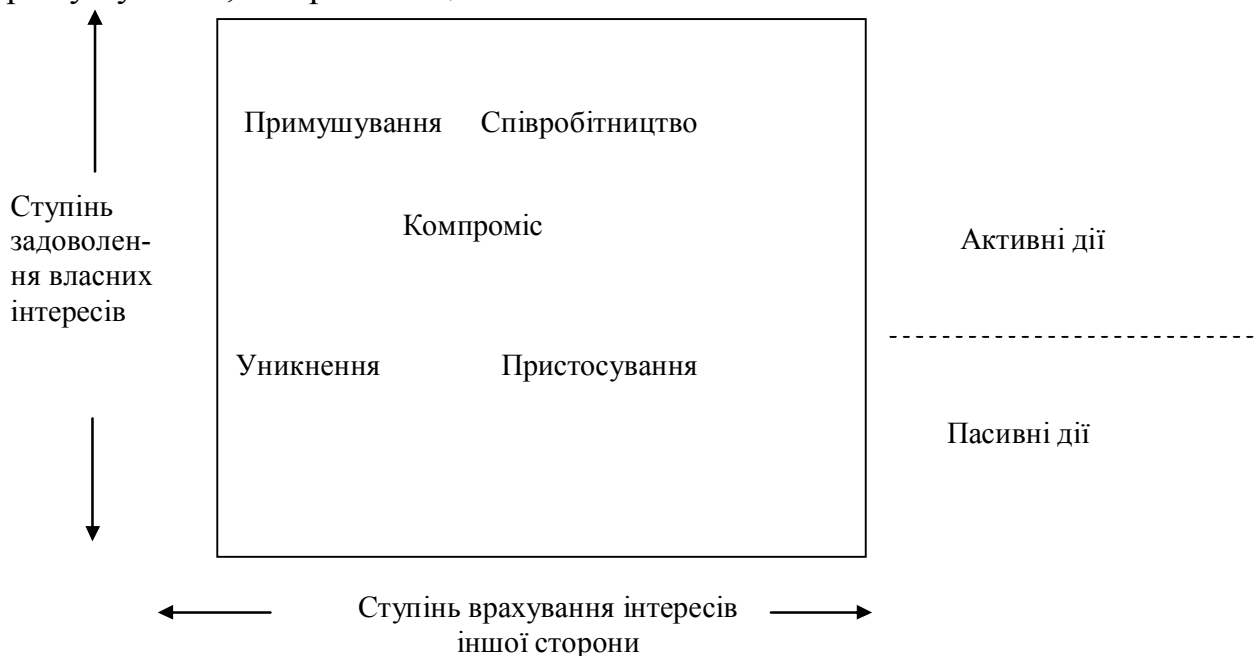 Примушування Співробітництво
Ступінь
задоволен-
ня власних
інтересів
Компроміс
Активні дії
Уникнення Пристосування
Пасивні дії
Ступінь врахування інтересів
іншої сторони